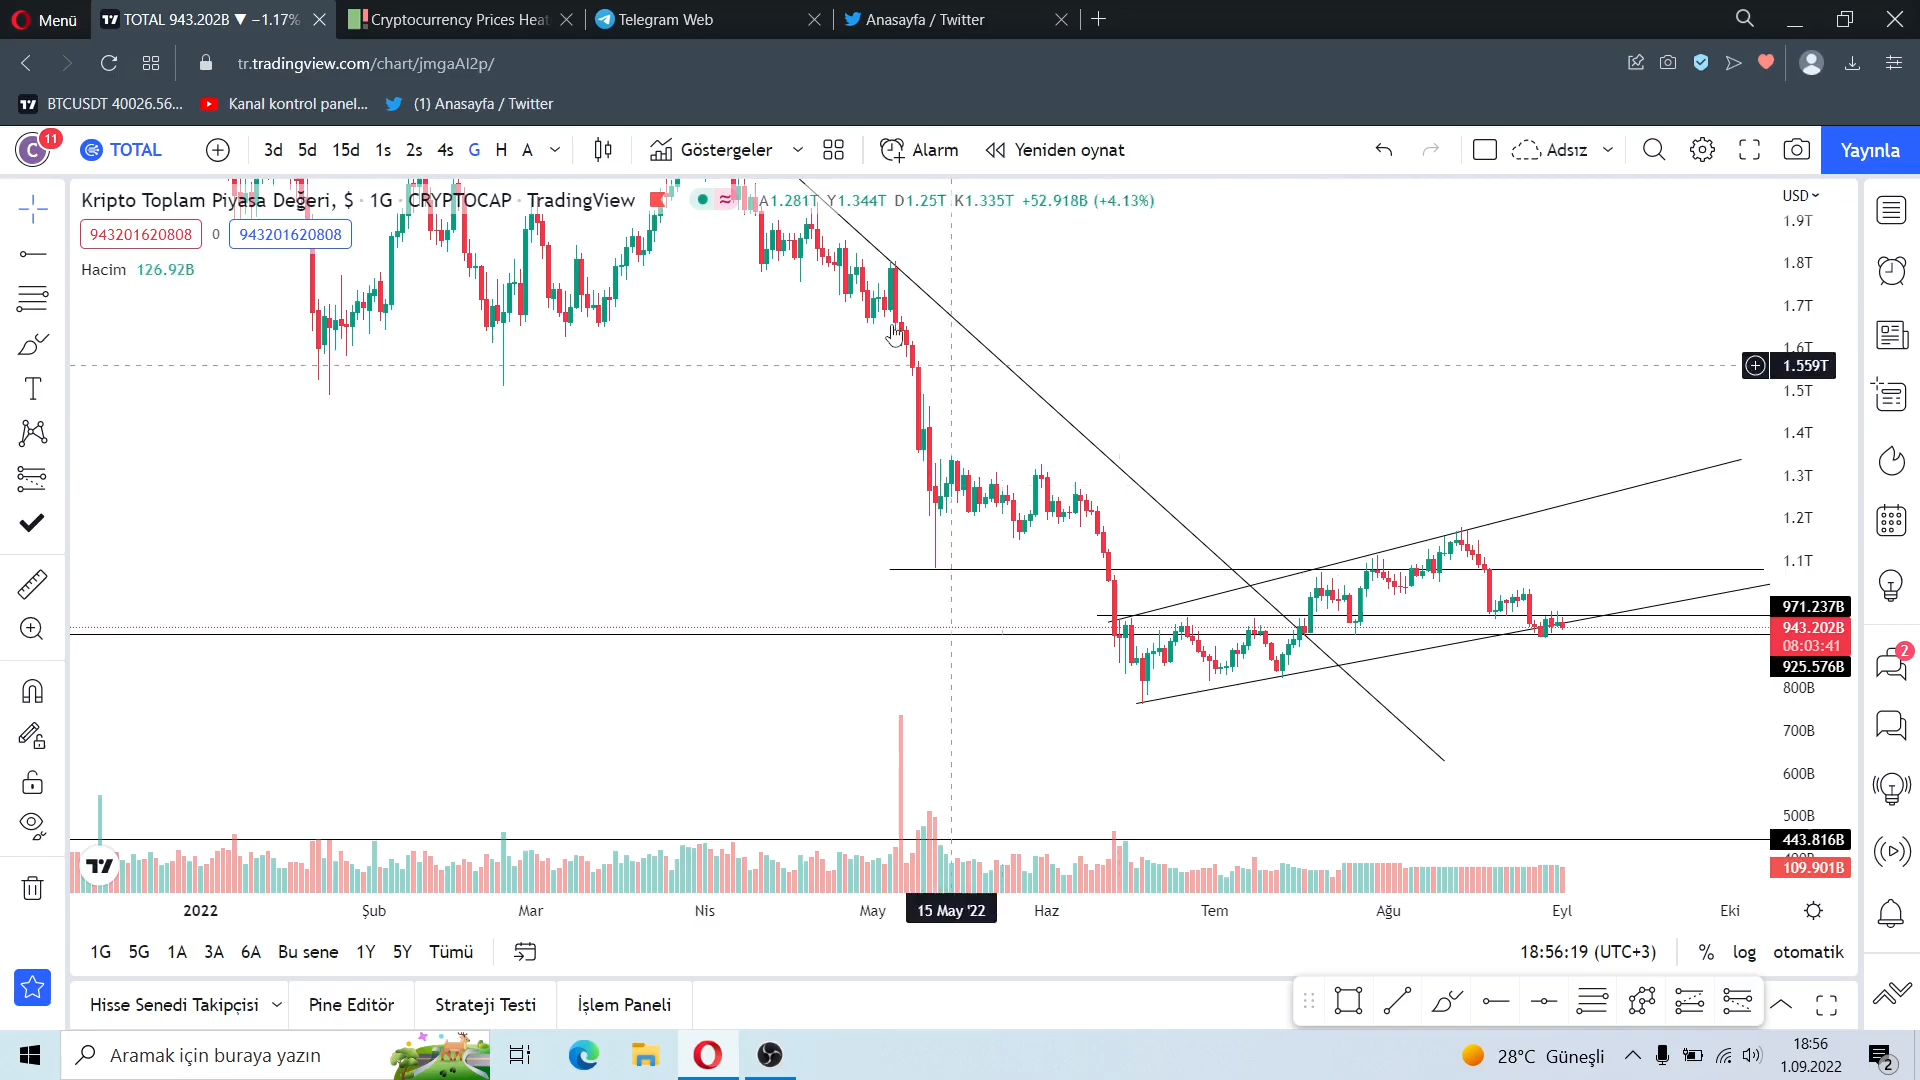 Menü
TOTAL 943.202B ▼ −1.17%
Cryptocurrency Prices Heat
Telegram Web
Anasayfa / Twitter
tr.tradingview.com/chart/jmgaAl2p/
BTCUSDT 40026.56...
Kanal kontrol panel...
(1) Anasayfa / Twitter
C
11
TOTAL
3d 5d 15d 1s 2s 4s G H A
Göstergeler
Alarm
Yeniden oynat
Adsız
Yayınla
Kripto Toplam Piyasa Değeri, $ · 1G · CRYPTOCAP · TradingView
A1.281T Y1.344T D1.25T K1.335T +52.918B (+4.13%)
943201620808
0
943201620808
Hacim 126.92B
USD
1.9T
1.8T
1.7T
1.6T
1.559T
1.5T
1.4T
1.3T
1.2T
1.1T
971.237B
943.202B
08:03:41
925.576B
800B
700B
600B
500B
443.816B
400B
109.901B
2
2022 Şub Mar Nis May 15 May '22 Haz Tem Ağu Eyl Eki
1G 5G 1A 3A 6A Bu sene 1Y 5Y Tümü
18:56:19 (UTC+3)
% log otomatik
Hisse Senedi Takipçisi
Pine Editör
Strateji Testi
İşlem Paneli
Aramak için buraya yazın
28°C Güneşli
18:56
1.09.2022
2